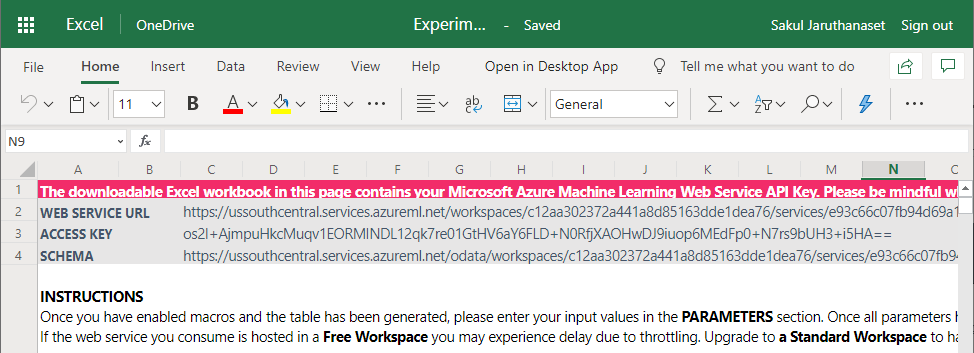 Excel OneDrive Experim... - Saved Sakul Jaruthanaset Sign out
File Home Insert Data Review View Help Open in Desktop App Tell me what you want to do
11 B A ab c General
N9 fx
A B C D E F G H I J K L M N
1 The downloadable Excel workbook in this page contains your Microsoft Azure Machine Learning Web Service API Key. Please be mindful
2 WEB SERVICE URL https://ussouthcentral.services.azureml.net/workspaces/c12aa302372a441a8d85163dde1dea76/services/e93c66c07fb94d69a1
3 ACCESS KEY os2I+AjmpuHkcMuqv1EORMINDL12qk7re01GtHV6aY6FLD+N0RfjXAOHwDJ9iuop6MEdFp0+N7rs9bUH3+i5HA==
4 SCHEMA https://ussouthcentral.services.azureml.net/odata/workspaces/c12aa302372a441a8d85163dde1dea76/services/e93c66c07fb94
INSTRUCTIONS
Once you have enabled macros and the table has been generated, please enter your input values in the PARAMETERS section. Once all parameters
If the web service you consume is hosted in a Free Workspace you may experience delay due to throttling. Upgrade to a Standard Workspace to